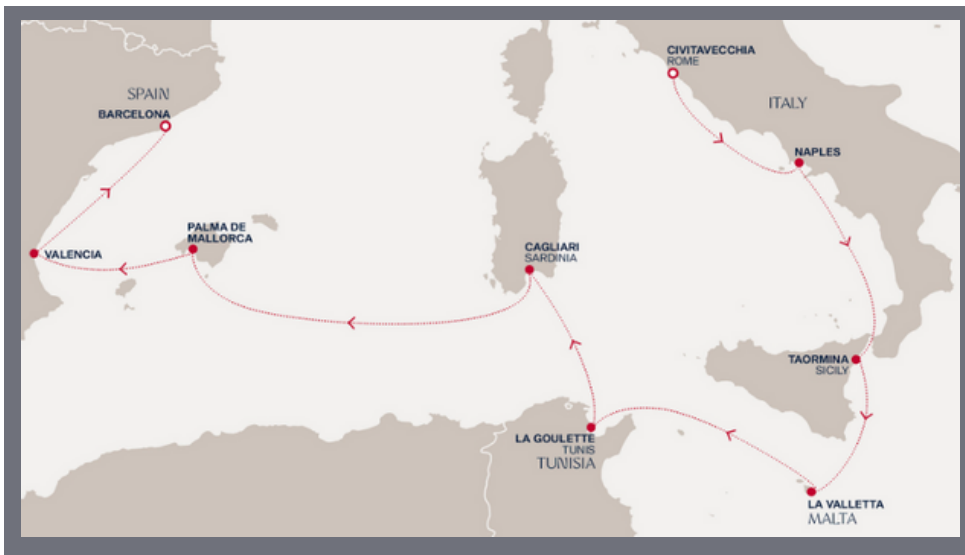 CIVITAVECCHIA
ROME
ITALY
SPAIN
BARCELONA
NAPLES
PALMA DE
MALLORCA
VALENCIA
CAGLIARI
SARDINIA
TAORMINA
SICILY
LA GOULETTE
TUNIS
TUNISIA
LA VALLETTA
MALTA